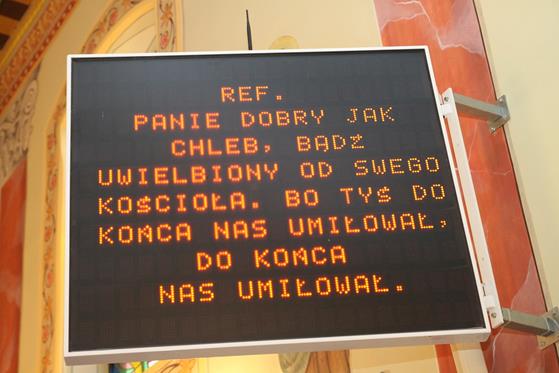 REF.
PANIE DOBRY JAK
CHLEB, BĄDŹ
UWIELBIONY OD SWEGO
KOŚCIOŁA. BO TYŚ DO
KOŃCA NAS UMIŁOWAŁ,
DO KOŃCA
NAS UMIŁOWAŁ.